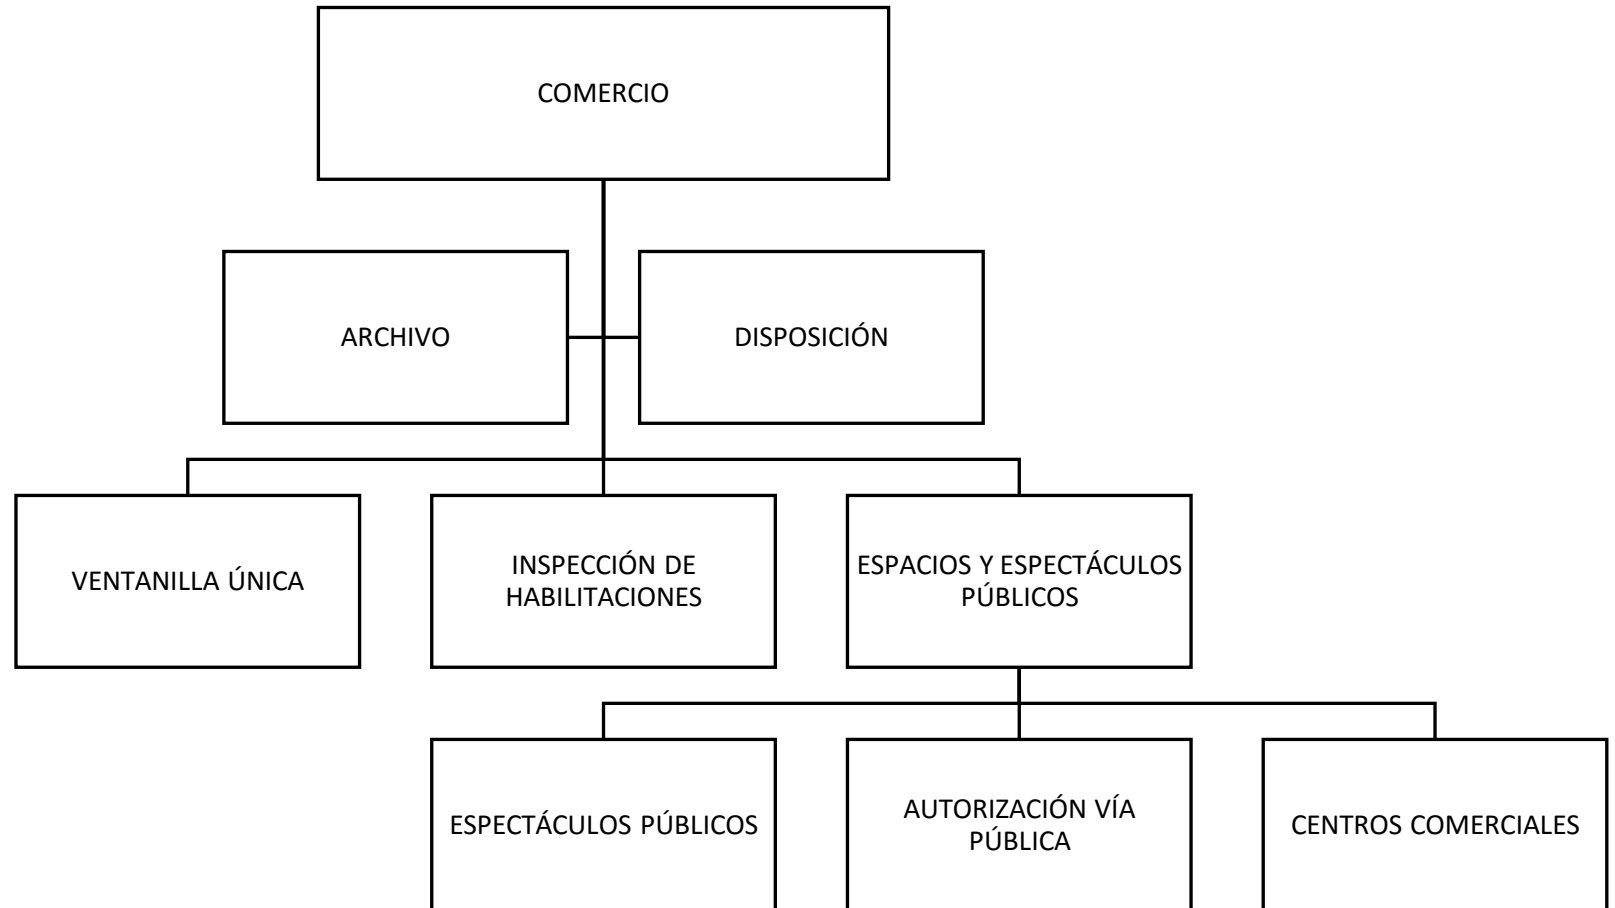 COMERCIO
ARCHIVO
DISPOSICIÓN
VENTANILLA ÚNICA
INSPECCIÓN DE
HABILITACIONES
ESPACIOS Y ESPECTÁCULOS
PÚBLICOS
ESPECTÁCULOS PÚBLICOS
AUTORIZACIÓN VÍA
PÚBLICA
CENTROS COMERCIALES